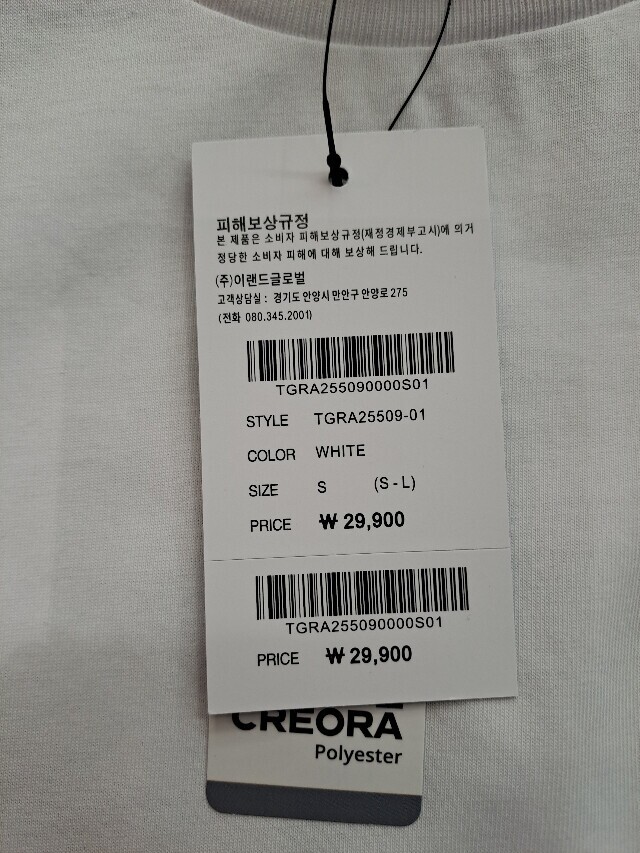 피해보상규정
본 제품은 소비자 피해보상규정(재정경제부고시)에 의거
정당한 소비자 피해에 대해 보상해 드립니다.
(주)이랜드글로벌
고객상담실 : 경기도 안양시 만안구 안양로 275
(전화 080.345.2001)
TGRA255090000S01
STYLE TGRA25509-01
COLOR WHITE
SIZE S (S - L)
PRICE ₩ 29,900
TGRA255090000S01
PRICE ₩ 29,900
CREORA
Polyester